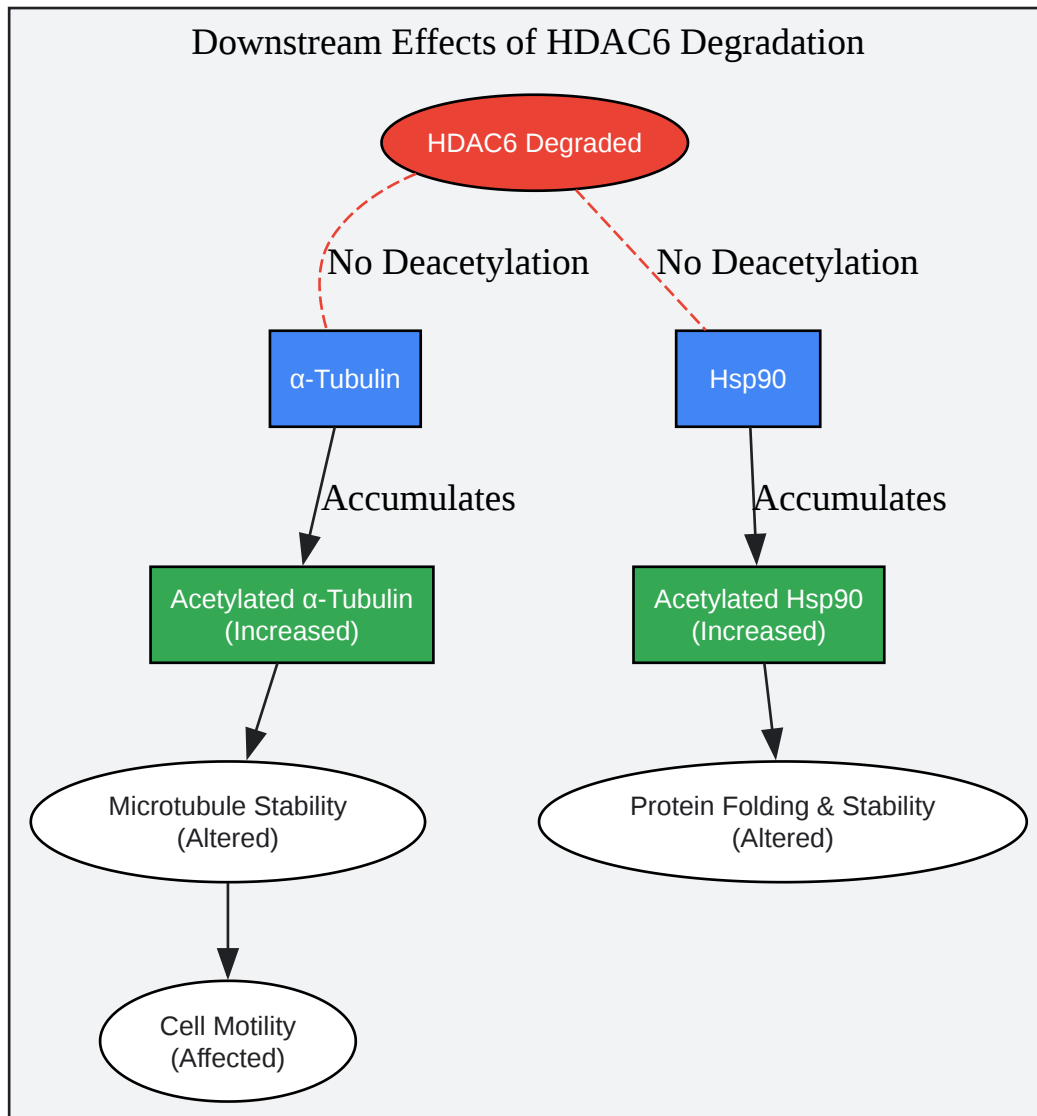 Downstream Effects of HDAC6 Degradation
HDAC6 Degraded
No Deacetylation
No Deacetylation
α-Tubulin
Hsp90
Accumulates
Accumulates
Acetylated α-Tubulin
(Increased)
Acetylated Hsp90
(Increased)
Microtubule Stability
(Altered)
Protein Folding & Stability
(Altered)
Cell Motility
(Affected)